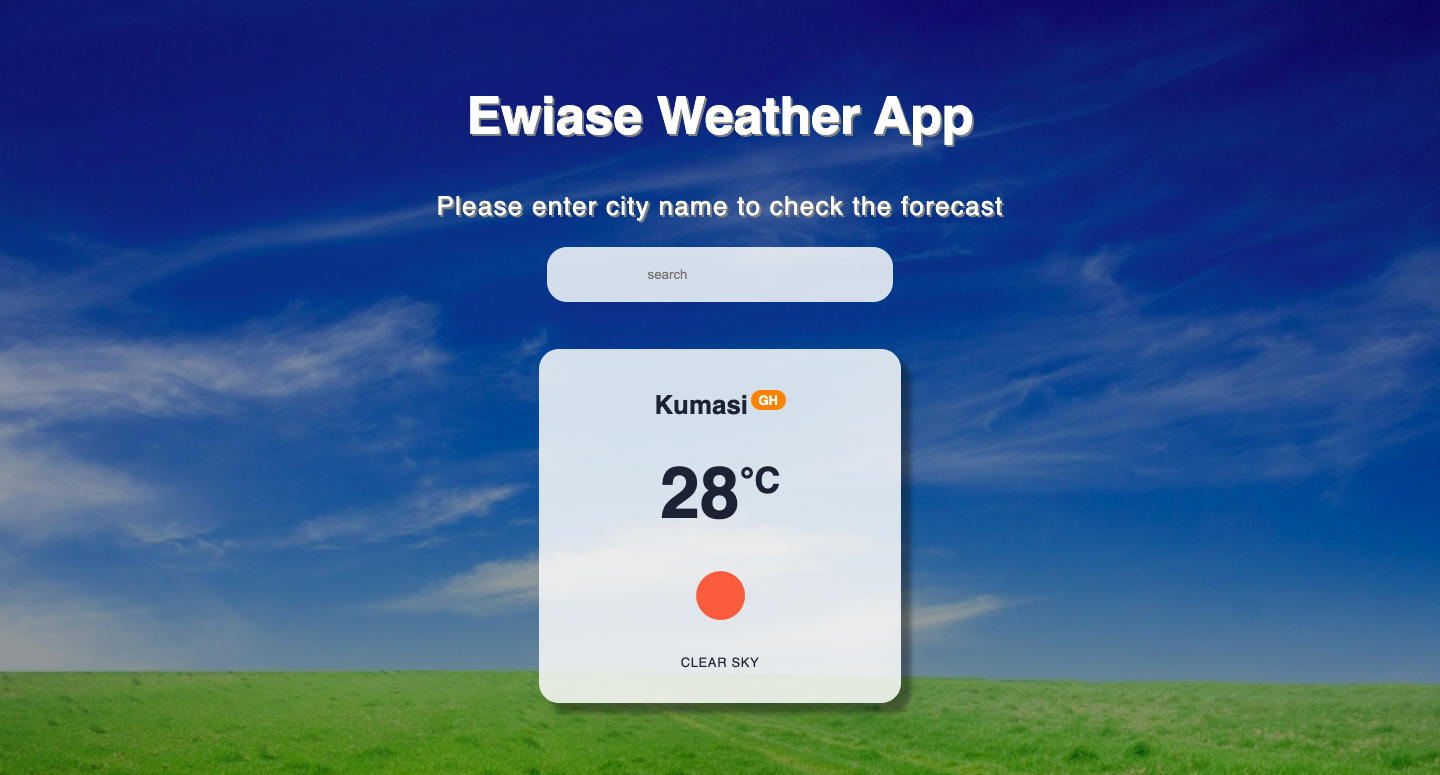 Ewiase Weather App
Please enter city name to check the forecast
search
Kumasi GH
28°C
CLEAR SKY